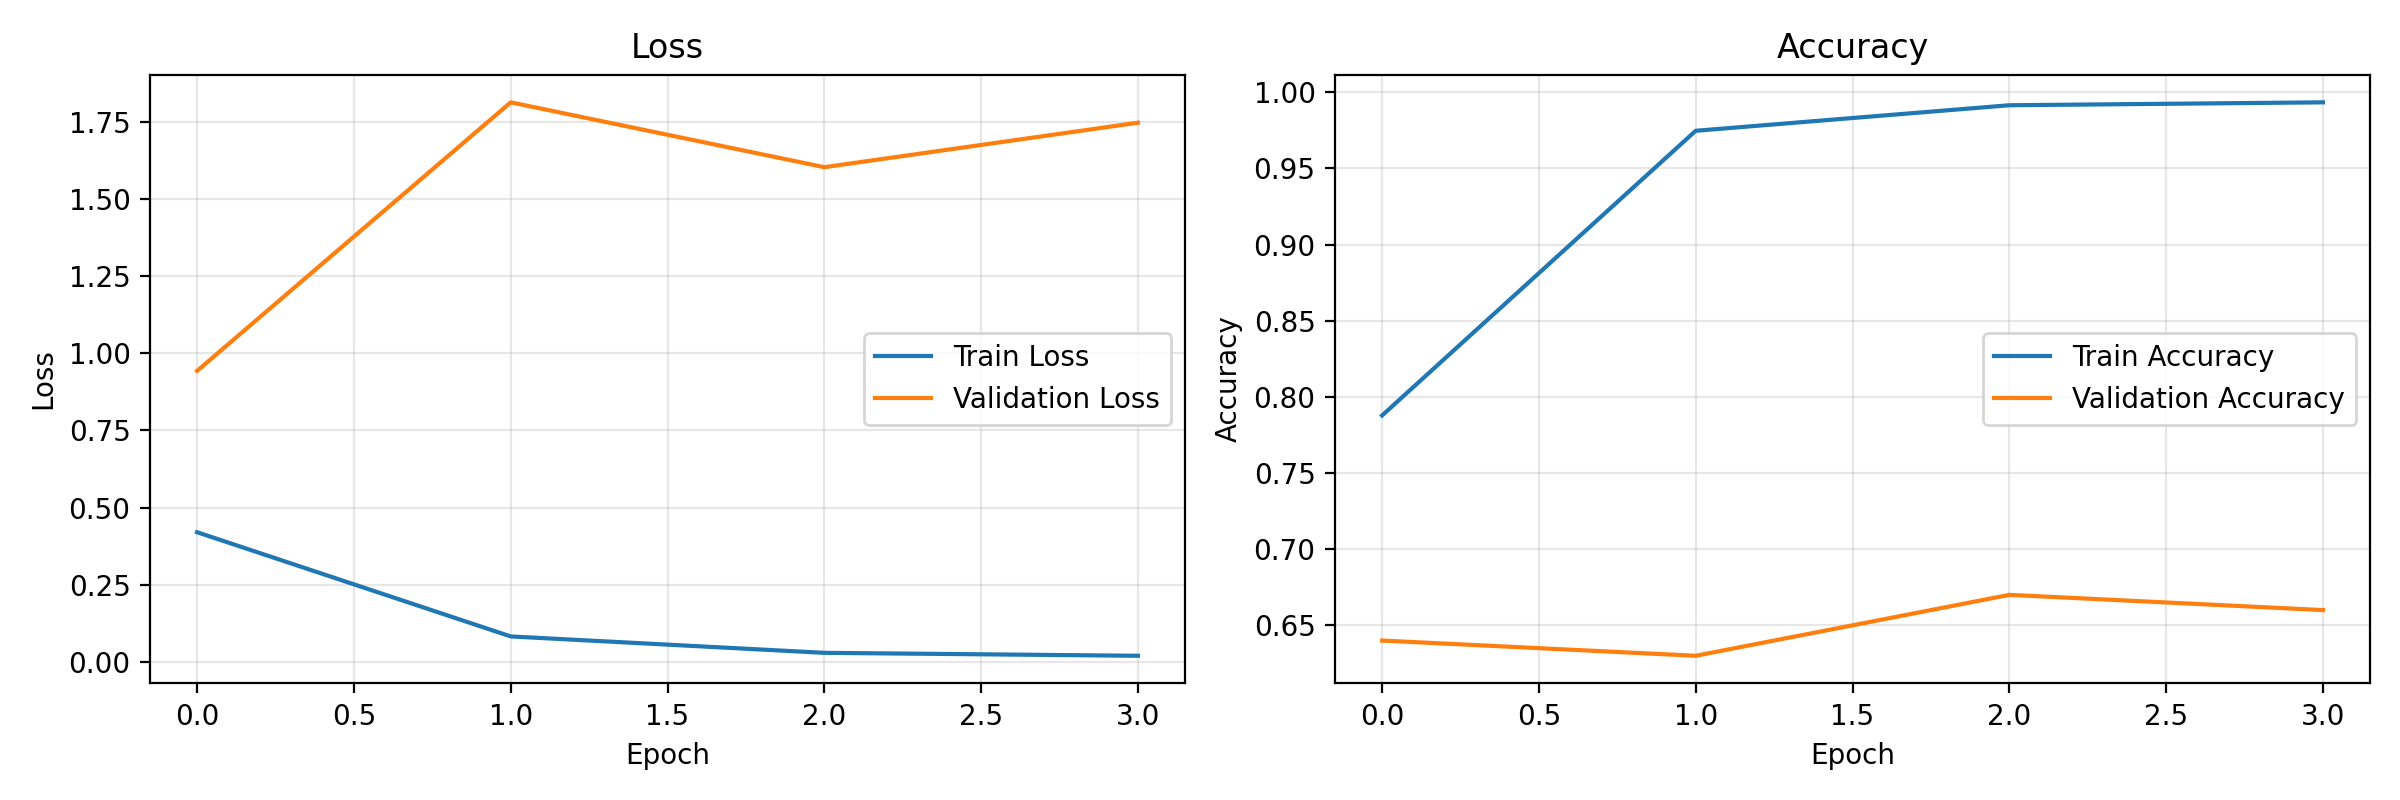 Loss
1.75
1.50
1.25
1.00
0.75
0.50
0.25
0.00
Loss
Train Loss
Validation Loss
0.0 0.5 1.0 1.5 2.0 2.5 3.0
Epoch
Accuracy
1.00
0.95
0.90
0.85
0.80
0.75
0.70
0.65
Accuracy
Train Accuracy
Validation Accuracy
0.0 0.5 1.0 1.5 2.0 2.5 3.0
Epoch